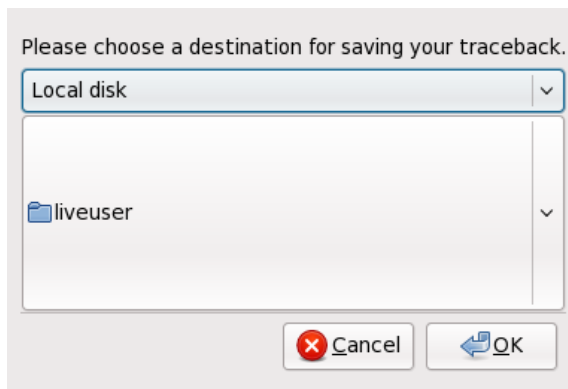 Please choose a destination for saving your traceback.
Local disk
liveuser
Cancel
OK